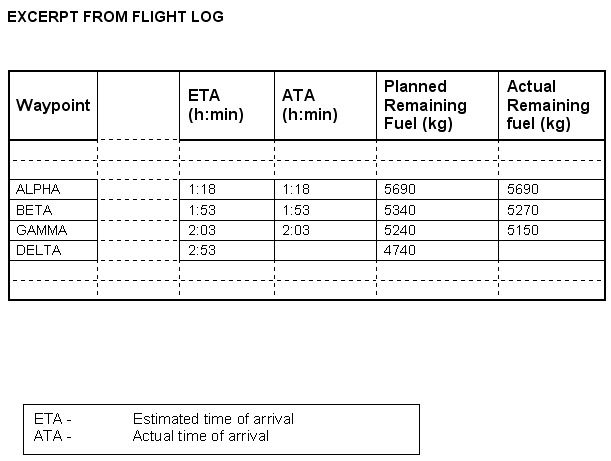 EXCERPT FROM FLIGHT LOG
Waypoint ETA (h:min) ATA (h:min) Planned Remaining Fuel (kg) Actual Remaining fuel (kg)
ALPHA 1:18 1:18 5690 5690
BETA 1:53 1:53 5340 5270
GAMMA 2:03 2:03 5240 5150
DELTA 2:53 4740
ETA - Estimated time of arrival
ATA - Actual time of arrival